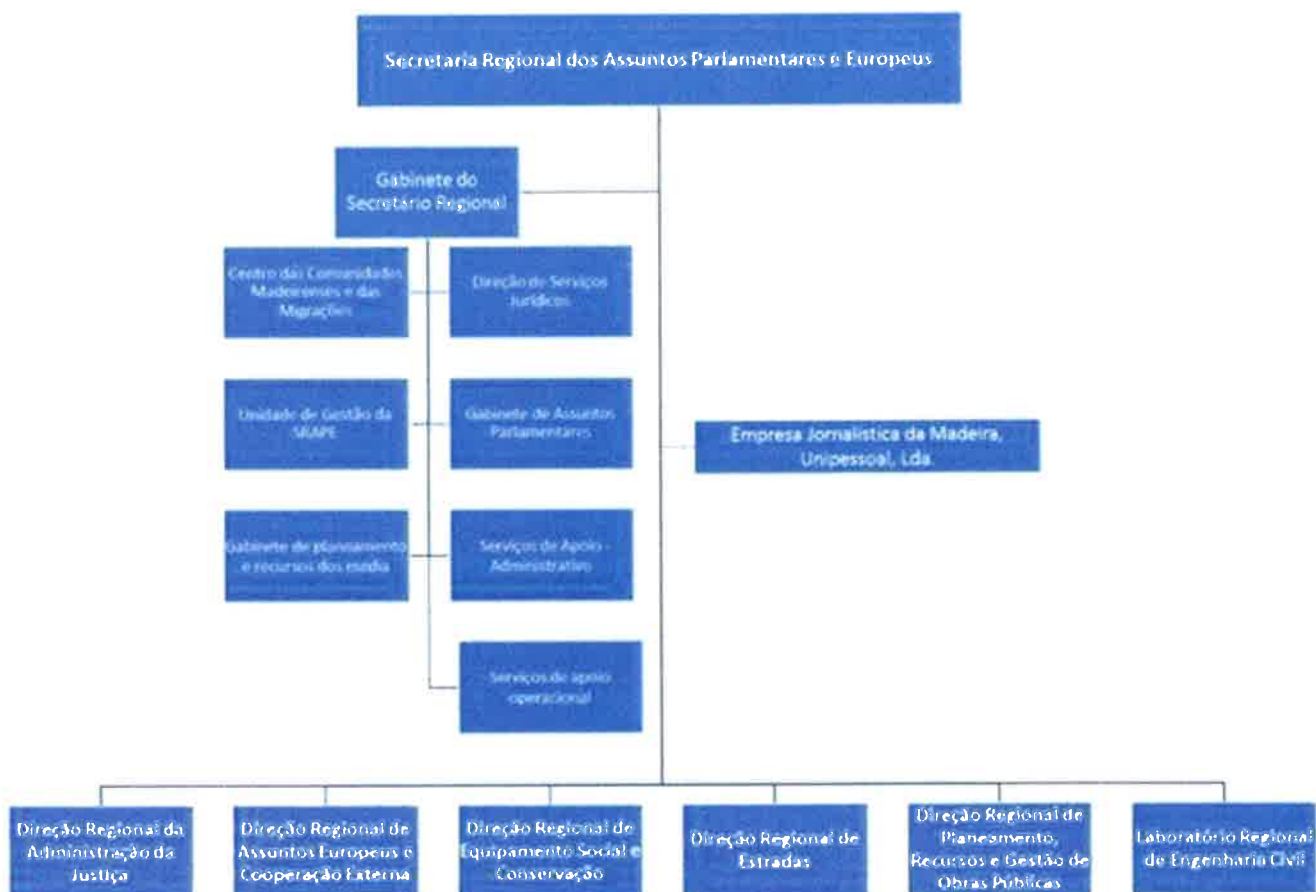 Secretaria Regional dos Assuntos Parlamentares e Europeus
Gabinete do
Secretário Regional
Centro das Comunidades
Madeirenses e das
Migrações
Direção de Serviços
Jurídicos
Unidade de Gestão da
SRAPE
Gabinete de Assuntos
Parlamentares
Empresa Jornalística da Madeira,
Unipessoal, Lda
Gabinete de planeamento
e recursos dos media
Serviços de Apoio -
Administrativo
Serviços de apoio
operacional
Direção Regional da
Administração da
Justiça
Direção Regional de
Assuntos Europeus e
Cooperação Externa
Direção Regional de
Equipamento Social e
Conservação
Direção Regional de
Estradas
Direção Regional de
Planeamento,
Recursos e Gestão de
Obras Públicas
Laboratório Regional
de Engenharia Civil